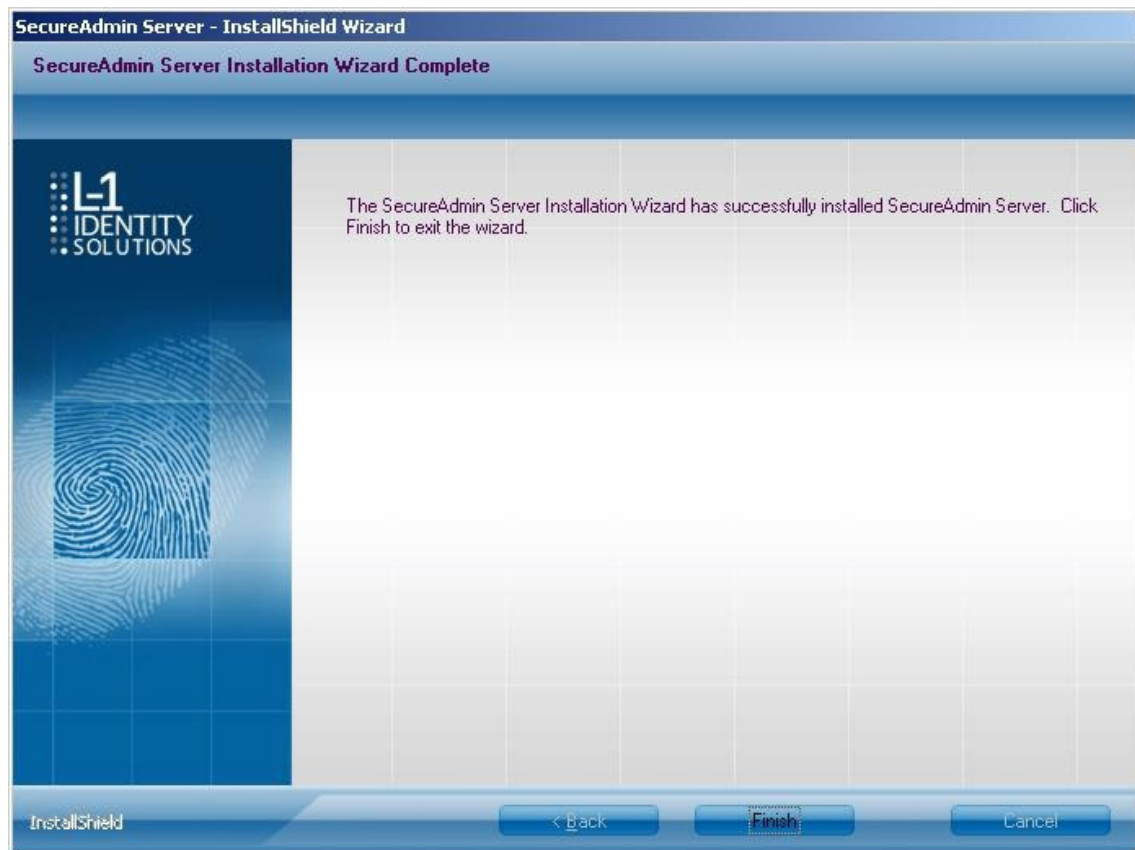 SecureAdmin Server - InstallShield Wizard
SecureAdmin Server Installation Wizard Complete
L-1
IDENTITY
SOLUTIONS
The SecureAdmin Server Installation Wizard has successfully installed SecureAdmin Server. Click
Finish to exit the wizard.
InstallShield
< Back
Finish
Cancel